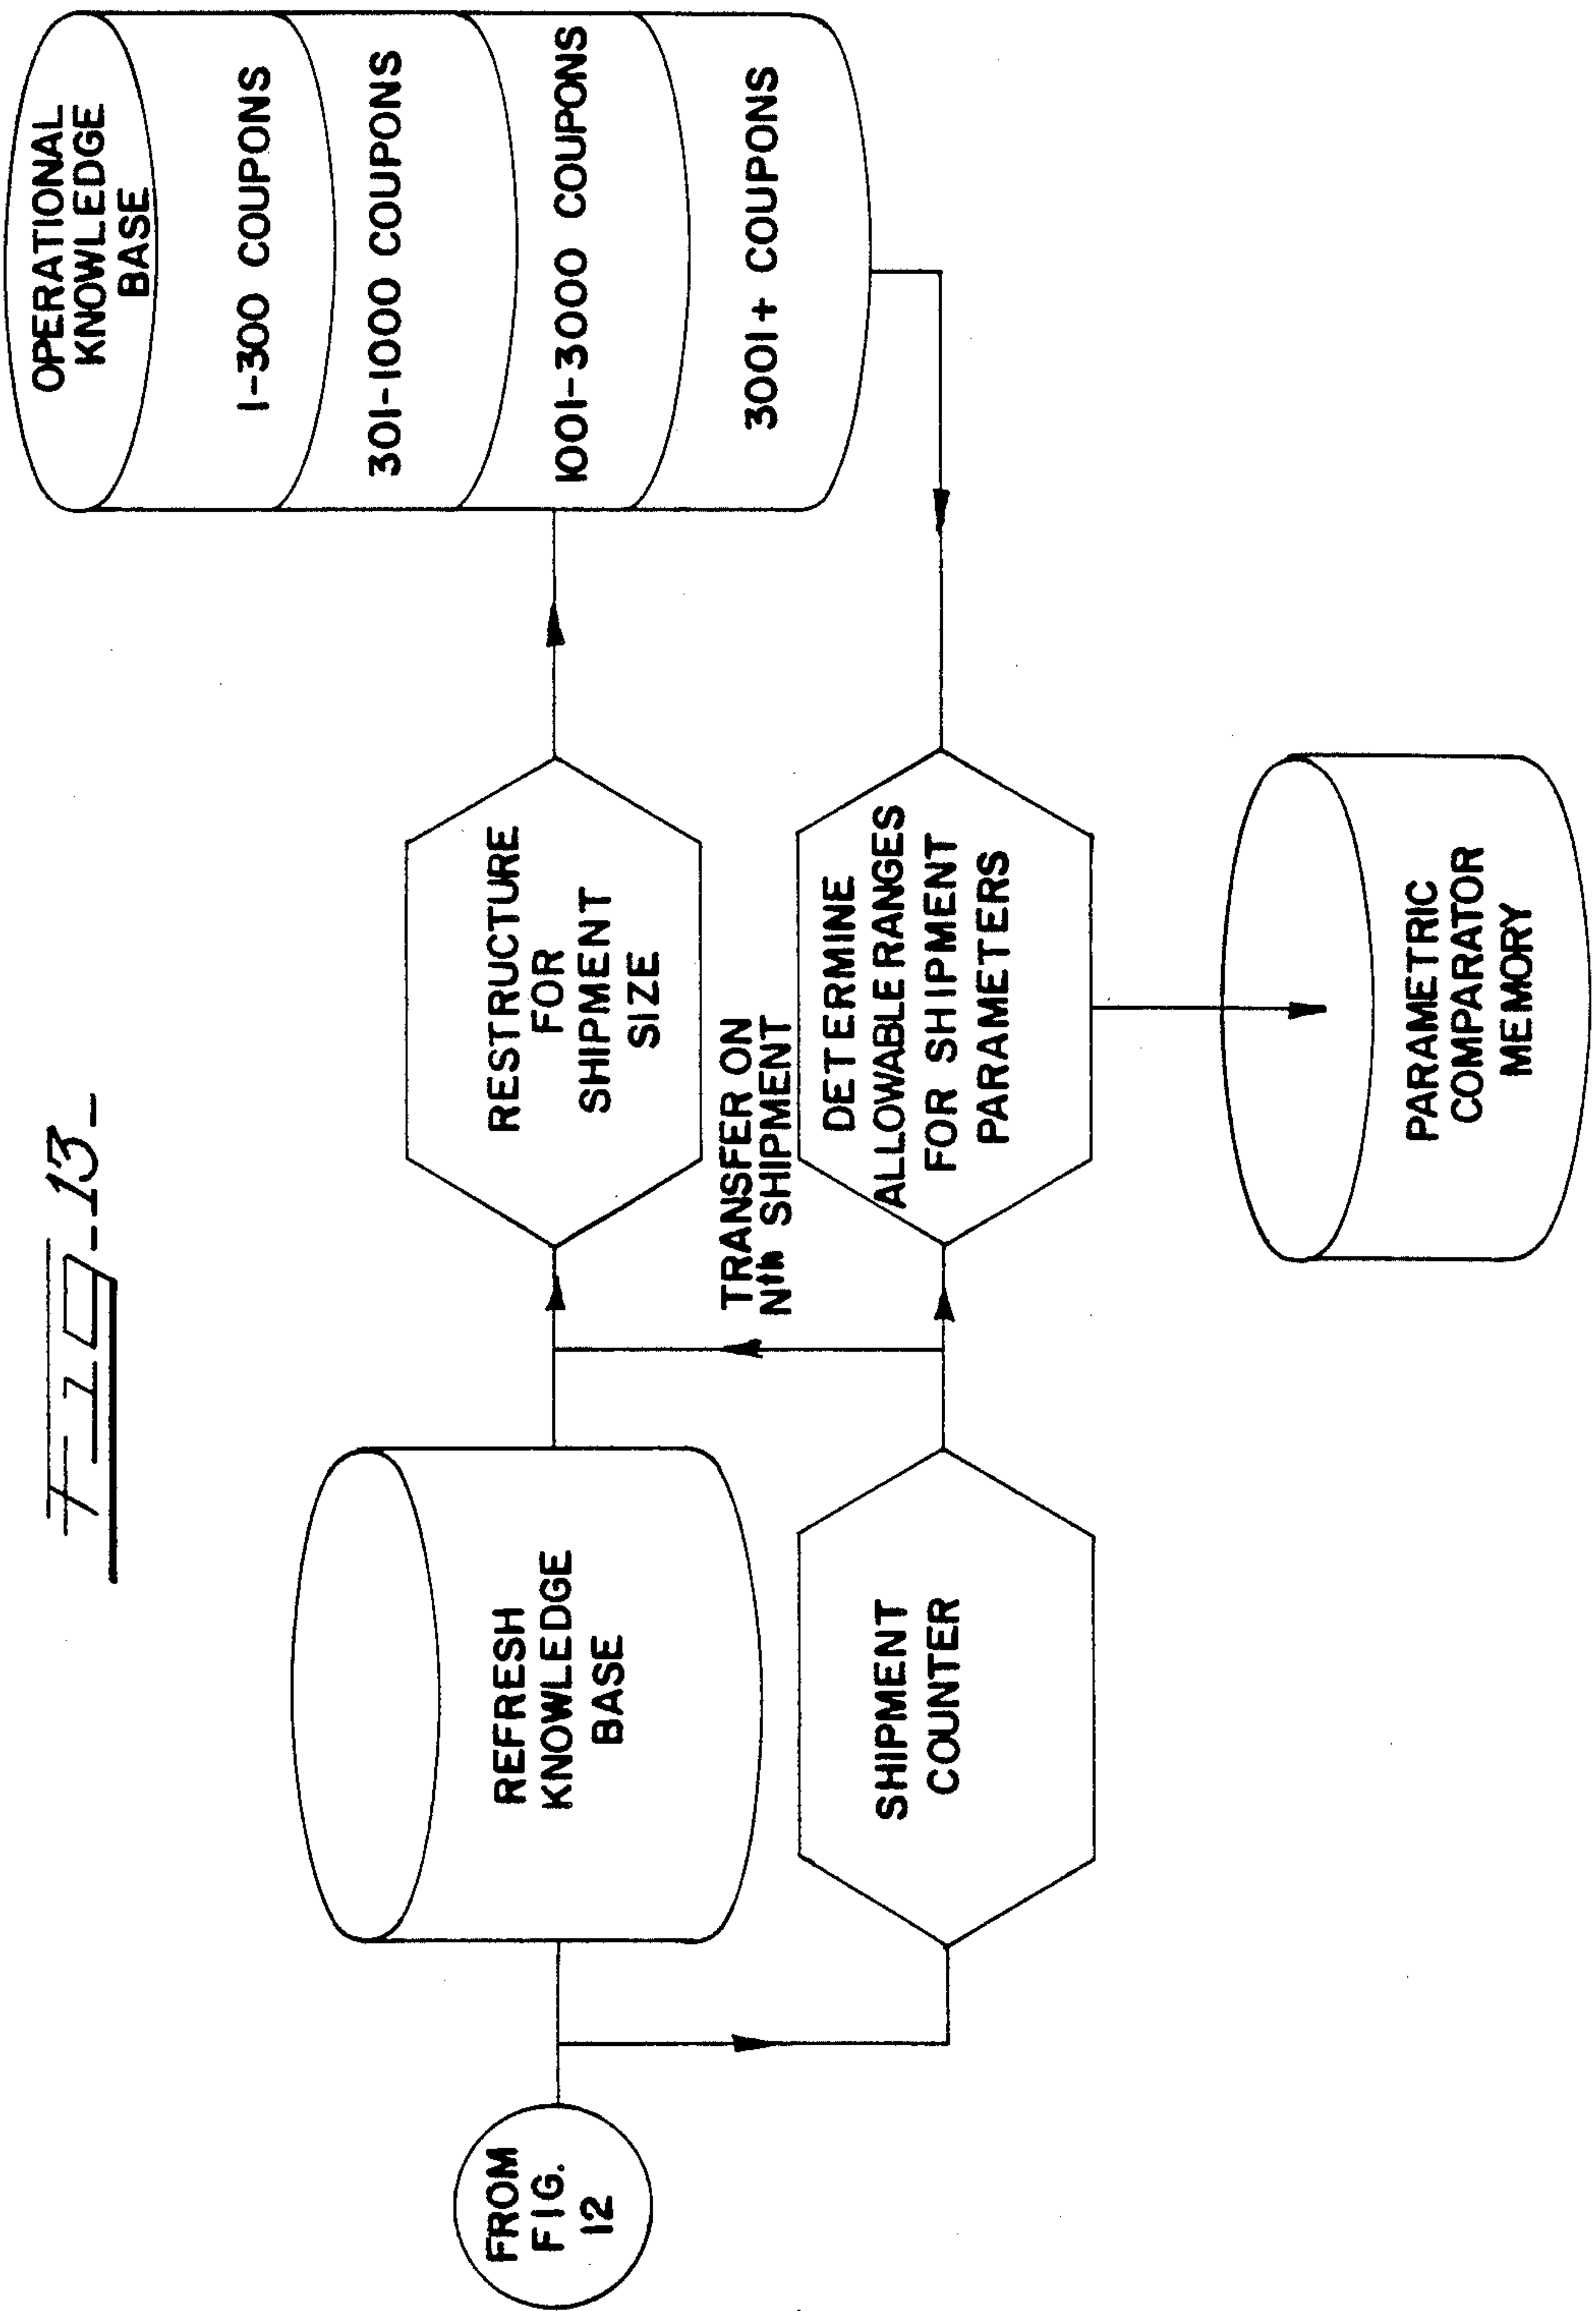 Fig-13-
FROM
FIG.
12
REFRESH
KNOWLEDGE
BASE
SHIPMENT
COUNTER
TRANSFER ON
Nth SHIPMENT
RESTRUCTURE
FOR
SHIPMENT
SIZE
DETERMINE
ALLOWABLE RANGES
FOR SHIPMENT
PARAMETERS
OPERATIONAL
KNOWLEDGE
BASE
1-300 COUPONS
301-1000 COUPONS
1001-3000 COUPONS
3001+ COUPONS
PARAMETRIC
COMPARATOR
MEMORY